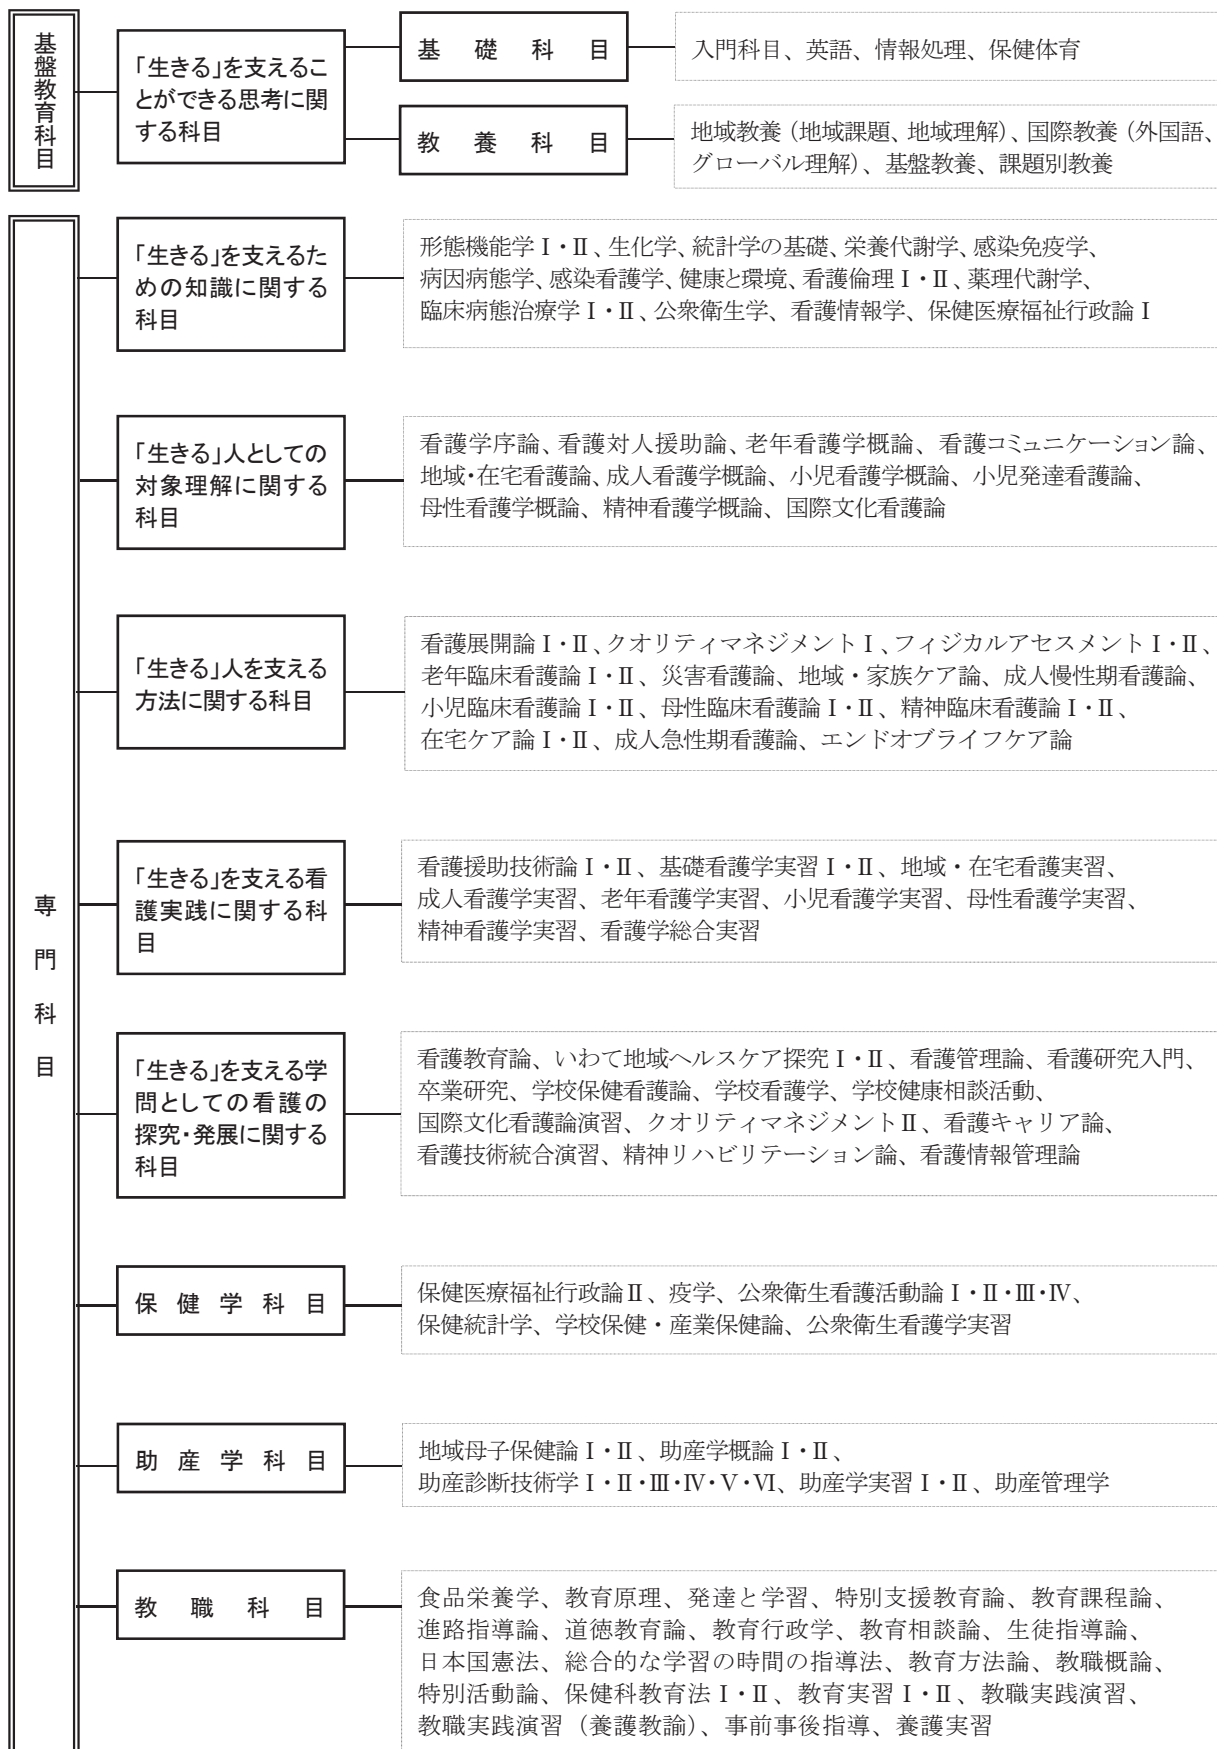 基盤教育科目
「生きる」を支えるこ
とができる思考に関
する科目
基礎科目
入門科目、英語、情報処理、保健体育
教養科目
地域教養（地域課題、地域理解）、国際教養（外国語、
グローバル理解）、基盤教養、課題別教養
専門科目
「生きる」を支えるた
めの知識に関する
科目
形態機能学Ⅰ・Ⅱ、生化学、統計学の基礎、栄養代謝学、感染免疫学、
病因病態学、感染看護学、健康と環境、看護倫理Ⅰ・Ⅱ、薬理代謝学、
臨床病態治療学Ⅰ・Ⅱ、公衆衛生学、看護情報学、保健医療福祉行政論Ⅰ
「生きる」人としての
対象理解に関する
科目
看護学序論、看護対人援助論、老年看護学概論、看護コミュニケーション論、
地域・在宅看護論、成人看護学概論、小児看護学概論、小児発達看護論、
母性看護学概論、精神看護学概論、国際文化看護論
「生きる」人を支える
方法に関する科目
看護展開論Ⅰ・Ⅱ、クオリティマネジメントⅠ、フィジカルアセスメントⅠ・Ⅱ、
老年臨床看護論Ⅰ・Ⅱ、災害看護論、地域・家族ケア論、成人慢性期看護論、
小児臨床看護論Ⅰ・Ⅱ、母性臨床看護論Ⅰ・Ⅱ、精神臨床看護論Ⅰ・Ⅱ、
在宅ケア論Ⅰ・Ⅱ、成人急性期看護論、エンドオブライフケア論
「生きる」を支える看
護実践に関する科
目
看護援助技術論Ⅰ・Ⅱ、基礎看護学実習Ⅰ・Ⅱ、地域・在宅看護実習、
成人看護学実習、老年看護学実習、小児看護学実習、母性看護学実習、
精神看護学実習、看護学総合実習
「生きる」を支える学
問としての看護の
探究・発展に関する
科目
看護教育論、いわて地域ヘルスケア探究Ⅰ・Ⅱ、看護管理論、看護研究入門、
卒業研究、学校保健看護論、学校看護学、学校健康相談活動、
国際文化看護論演習、クオリティマネジメントⅡ、看護キャリア論、
看護技術統合演習、精神リハビリテーション論、看護情報管理論
保健学科目
保健医療福祉行政論Ⅱ、疫学、公衆衛生看護活動論Ⅰ・Ⅱ・Ⅲ・Ⅳ、
保健統計学、学校保健・産業保健論、公衆衛生看護学実習
助産学科目
地域母子保健論Ⅰ・Ⅱ、助産学概論Ⅰ・Ⅱ、
助産診断技術学Ⅰ・Ⅱ・Ⅲ・Ⅳ・Ⅴ・Ⅵ、助産学実習Ⅰ・Ⅱ、助産管理学
教職科目
食品栄養学、教育原理、発達と学習、特別支援教育論、教育課程論、
進路指導論、道徳教育論、教育行政学、教育相談論、生徒指導論、
日本国憲法、総合的な学習の時間の指導法、教育方法論、教職概論、
特別活動論、保健科教育法Ⅰ・Ⅱ、教育実習Ⅰ・Ⅱ、教職実践演習、
教職実践演習（養護教諭）、事前事後指導、養護実習